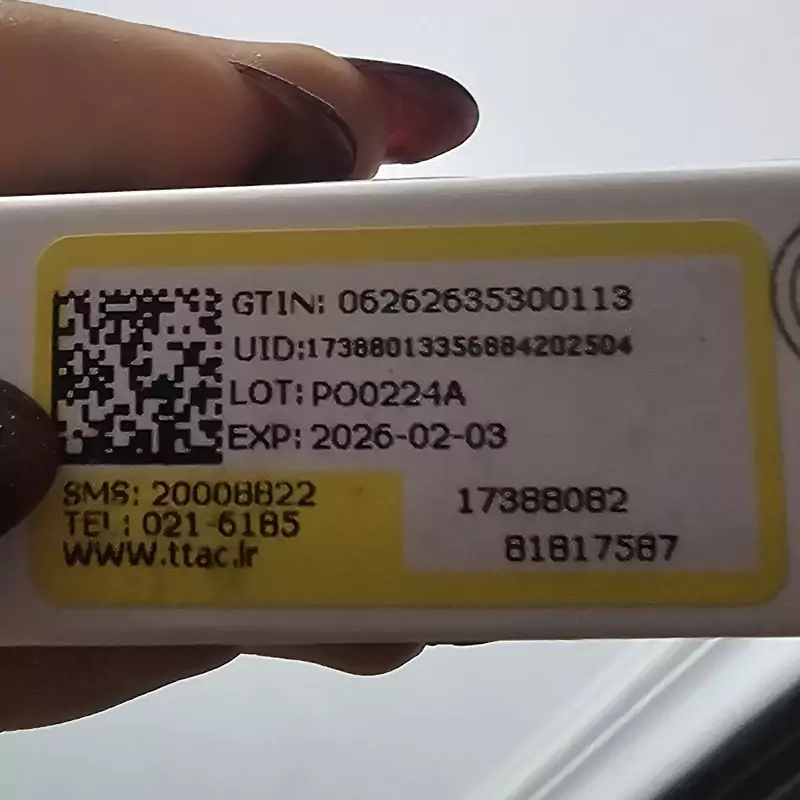 GTIN: 06262635300113
UID:17388013356884202504
LOT: P00224A
EXP: 2026-02-03
SMS: 20008822
TEL: 021-6185
www.ttac.ir
17388082
81817587